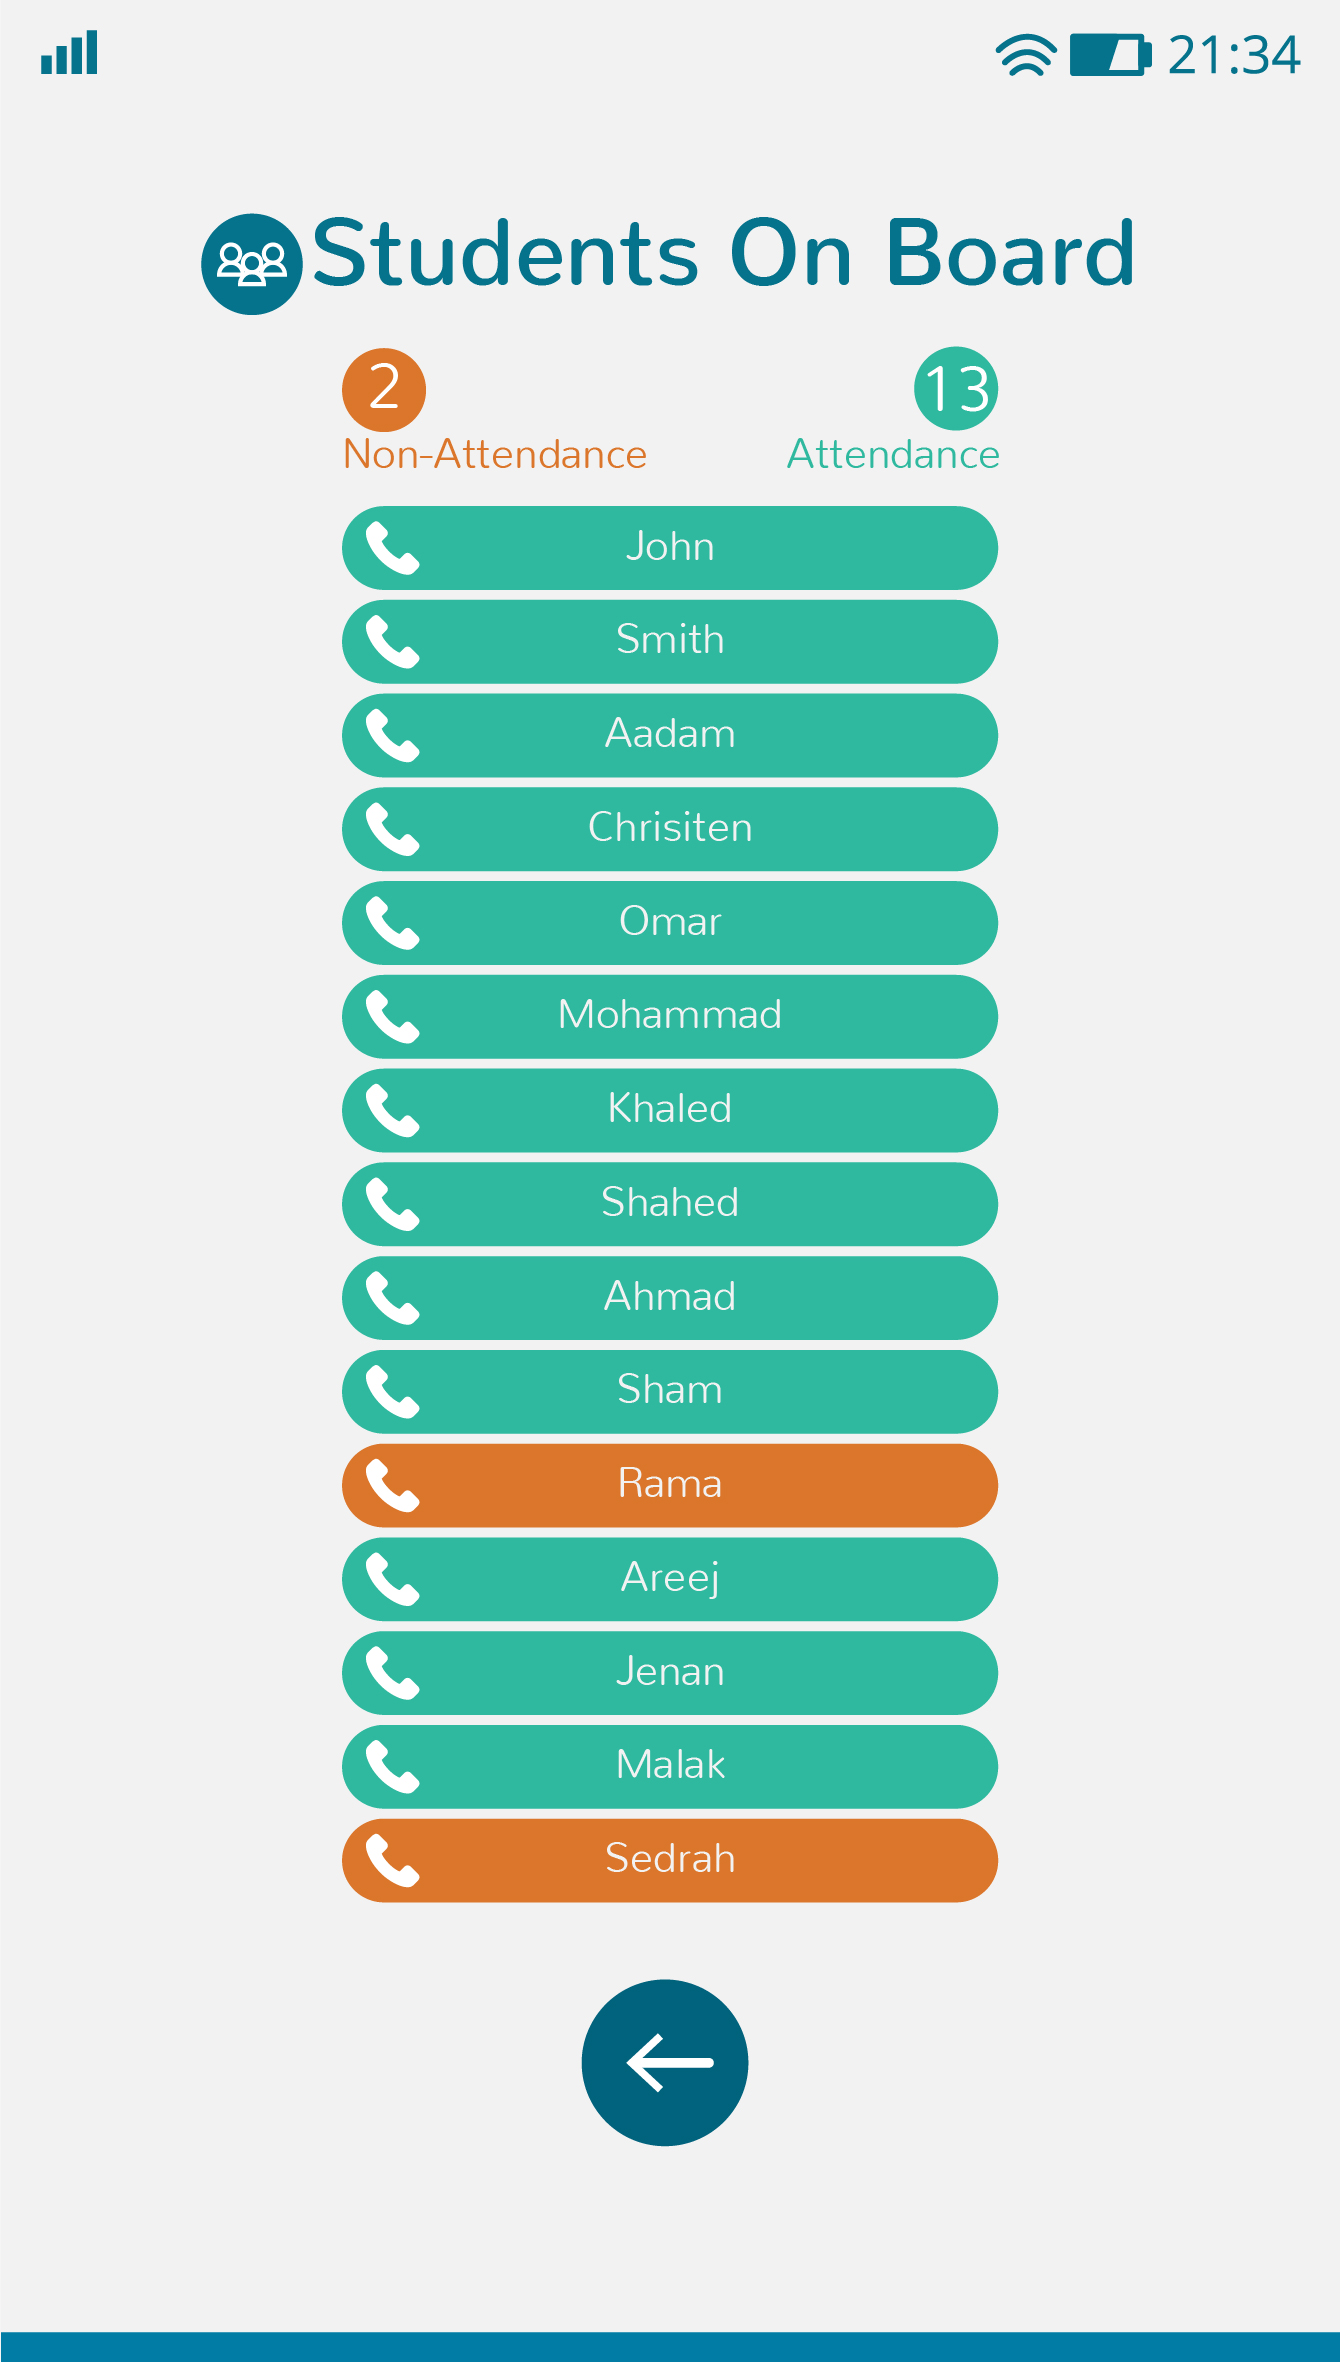 21:34
Students On Board
2 13
Non-Attendance Attendance
John
Smith
Aadam
Chrisiten
Omar
Mohammad
Khaled
Shahed
Ahmad
Sham
Rama
Areej
Jenan
Malak
Sedrah